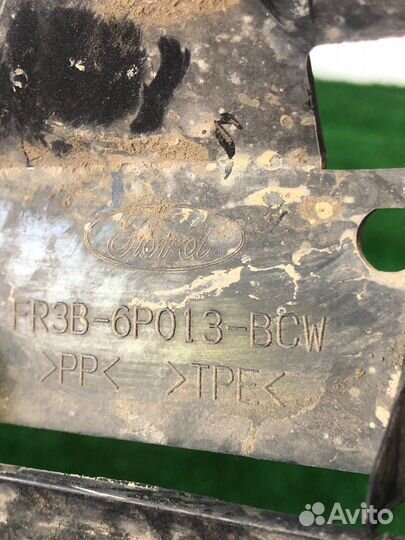 Ford
FR3B-6P013-BCW
>PP< >TPE<
Avito